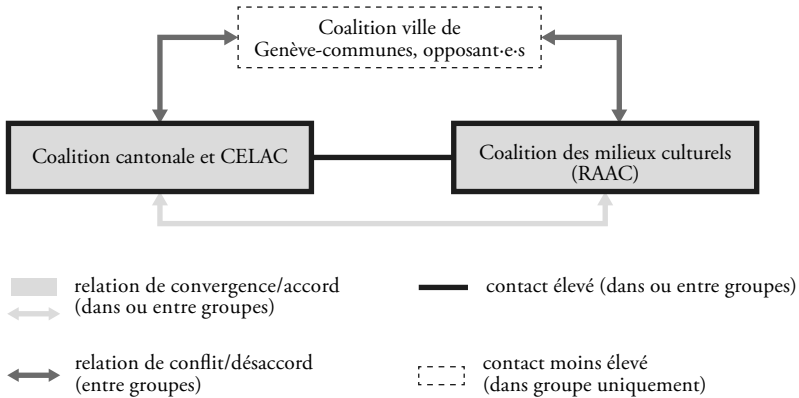 Coalition ville de
Genève-communes, opposant·e·s
Coalition cantonale et CELAC
Coalition des milieux culturels
(RAAC)
relation de convergence/accord
(dans ou entre groupes)
contact élevé (dans ou entre groupes)
relation de conflit/désaccord
(entre groupes)
contact moins élevé
(dans groupe uniquement)